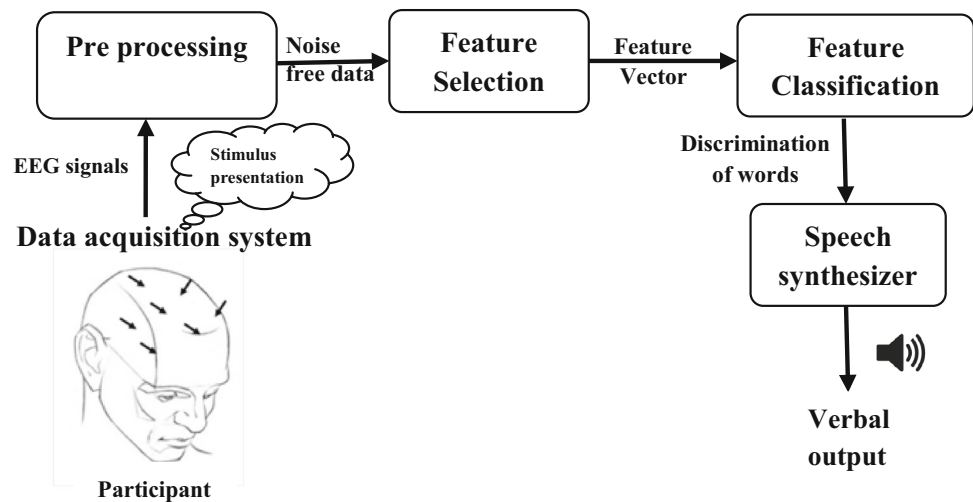 Pre processing
Noise
free data
Feature
Selection
Feature
Vector
Feature
Classification
EEG signals
Stimulus
presentation
Discrimination
of words
Data acquisition system
Speech
synthesizer
Verbal
output
Participant